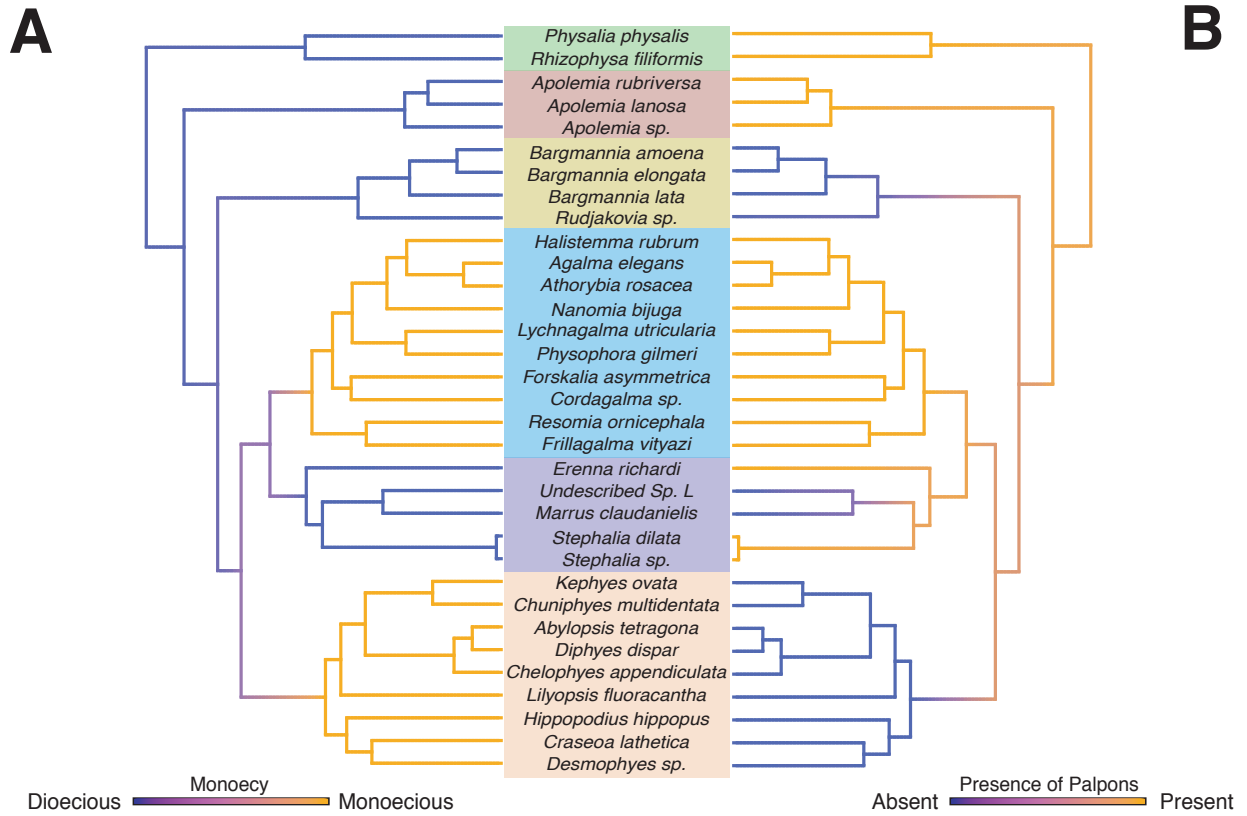 A
B
Physalia physalis
Rhizophysa filiformis
Apolemia rubriversa
Apolemia lanosa
Apolemia sp.
Bargmannia amoena
Bargmannia elongata
Bargmannia lata
Rudjakovia sp.
Halistemma rubrum
Agalma elegans
Athorybia rosacea
Nanomia bijuga
Lychnagalma utricularia
Physophora gilmeri
Forskalia asymmetrica
Cordagalma sp.
Resomia ornicephala
Frillagalma vityazi
Erenna richardi
Undescribed Sp. L
Marrus claudanielis
Stephalia dilata
Stephalia sp.
Kephyes ovata
Chuniphyes multidentata
Abylopsis tetragona
Diphyes dispar
Chelophyes appendiculata
Lilyopsis fluoracantha
Hippopodius hippopus
Craseoa lathetica
Desmophyes sp.
Monoecy
Dioecious Monoecious
Presence of Palpons
Absent Present